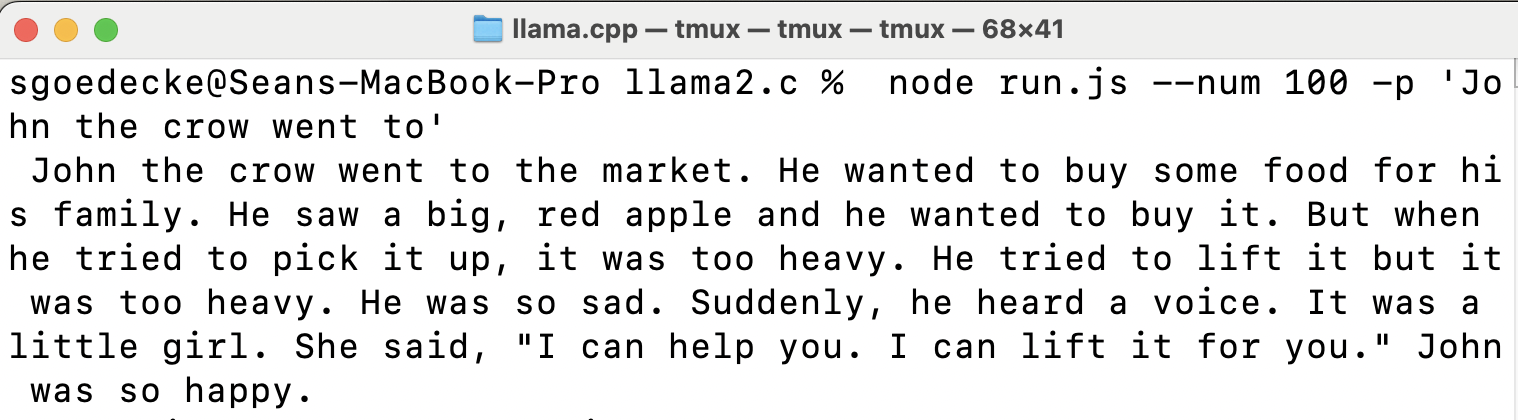 llama.cpp — tmux — tmux — tmux — 68×41
sgoedecke@Seans-MacBook-Pro llama2.c %  node run.js --num 100 -p 'Jo
hn the crow went to'
 John the crow went to the market. He wanted to buy some food for hi
s family. He saw a big, red apple and he wanted to buy it. But when
he tried to pick it up, it was too heavy. He tried to lift it but it
 was too heavy. He was so sad. Suddenly, he heard a voice. It was a
little girl. She said, "I can help you. I can lift it for you." John
 was so happy.